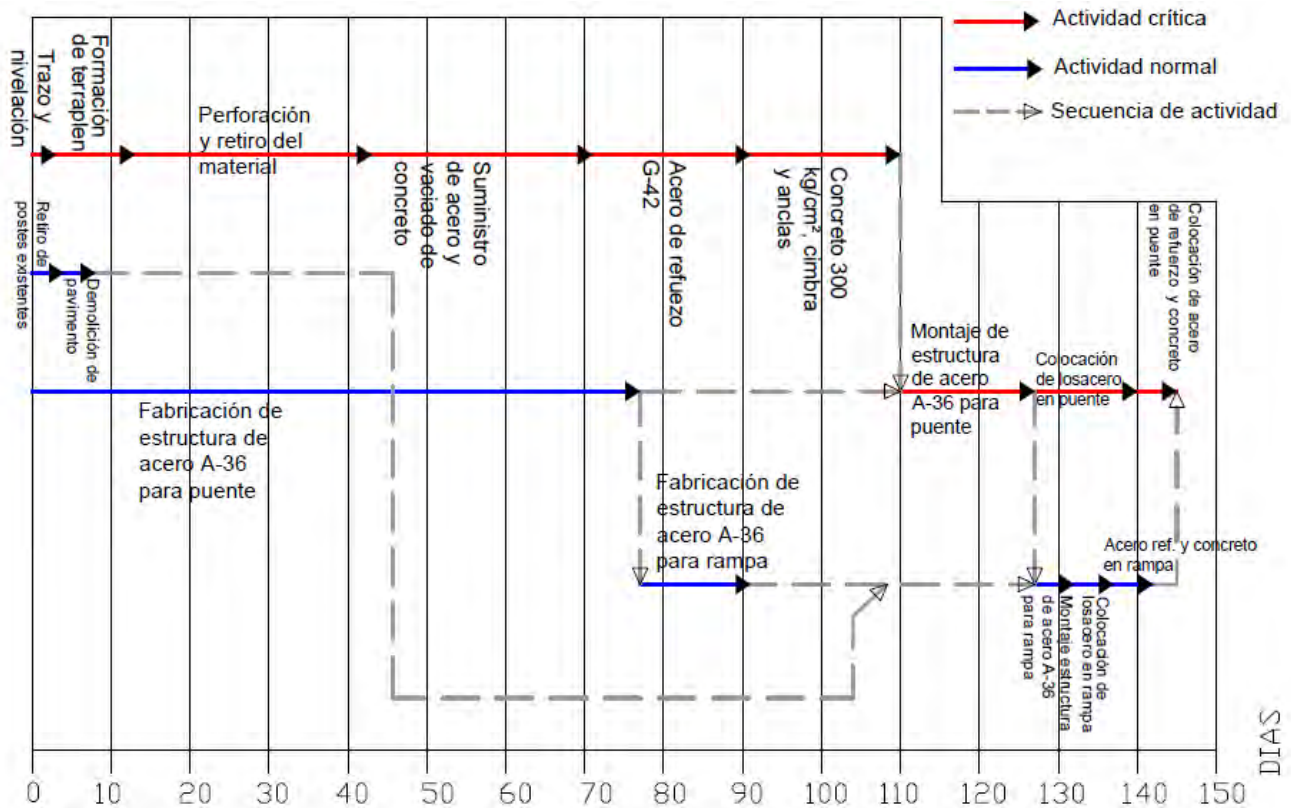 Actividad crítica
Actividad normal
Secuencia de actividad
Trazo y
nivelación
Formación
de terraplen
Perforación
y retiro del
material
Suministro
de acero y
vaciado de
concreto
Acero de refuezo
G-42
Concreto 300
kg/cm², cimbra
y anclas
Retiro de
postes existentes
Demolición de
pavimento
Fabricación de
estructura de
acero A-36
para puente
Fabricación de
estructura de
acero A-36
para rampa
Montaje de
estructura
de acero
A-36 para
puente
Colocación
de losacero
en puente
Colocación de acero
de refuerzo y concreto
en puente
Montaje estructura
de acero A-36
para rampa
Colocación de
losacero en rampa
Acero ref. y concreto
en rampa
DIAS
0 10 20 30 40 50 60 70 80 90 100 110 120 130 140 150